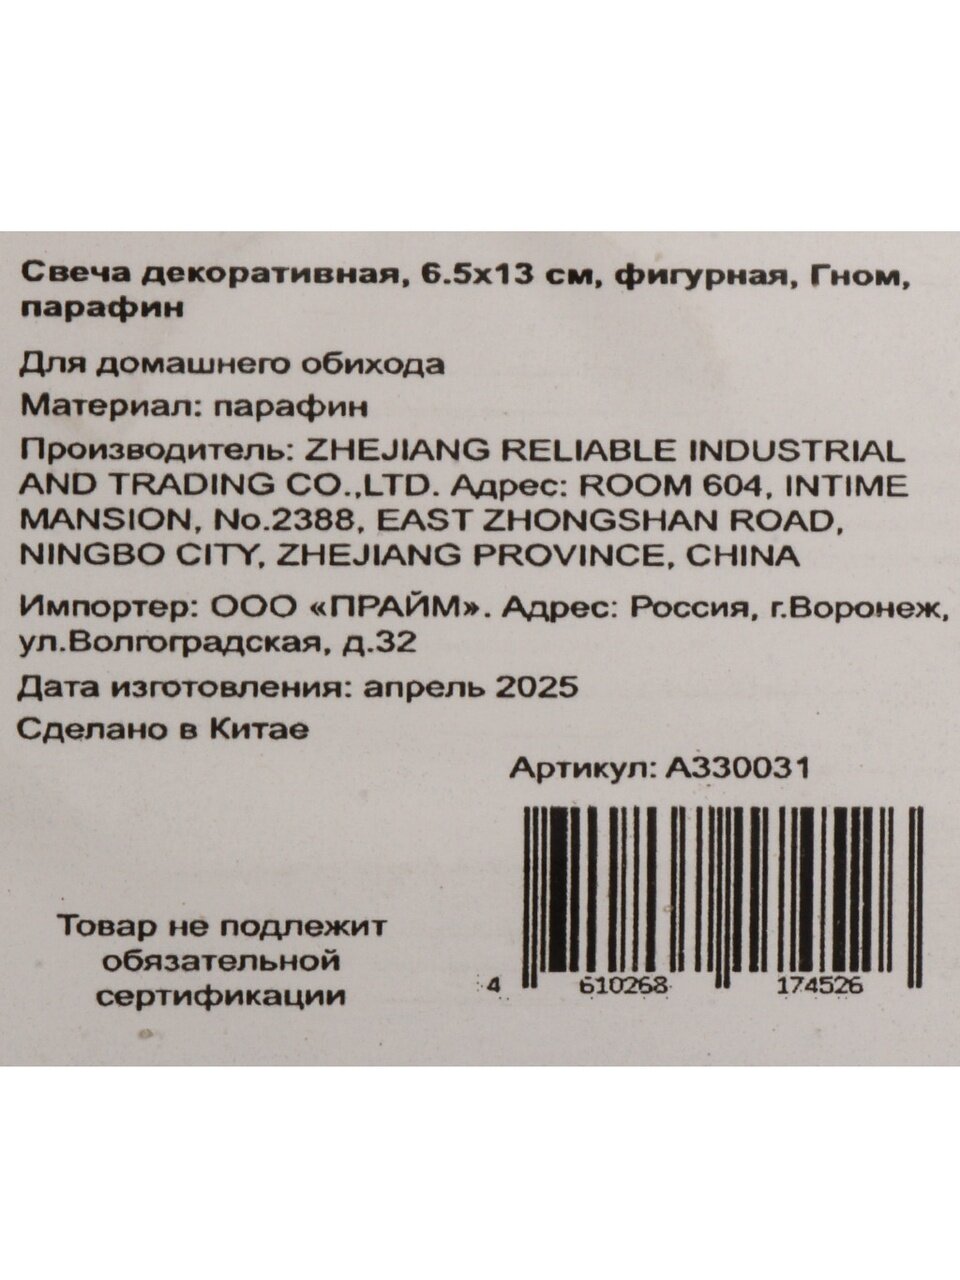 Свеча декоративная, 6.5х13 см, фигурная, Гном,
парафин
Для домашнего обихода
Материал: парафин
Производитель: ZHEJIANG RELIABLE INDUSTRIAL
AND TRADING CO.,LTD. Адрес: ROOM 604, INTIME
MANSION, No.2388, EAST ZHONGSHAN ROAD,
NINGBO CITY, ZHEJIANG PROVINCE, CHINA
Импортер: ООО «ПРАЙМ». Адрес: Россия, г.Воронеж,
ул.Волгоградская, д.32
Дата изготовления: апрель 2025
Сделано в Китае
Артикул: А330031
Товар не подлежит
обязательной
сертификации
4 610268 174526